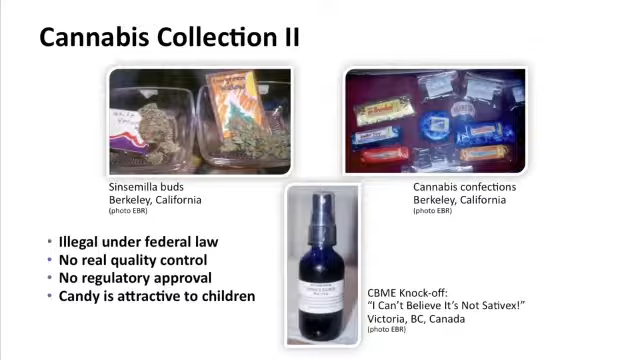 Cannabis Collection II
Sinsemilla buds
Berkeley, California
(photo EBR)
Cannabis confections
Berkeley, California
(photo EBR)
• Illegal under federal law
• No real quality control
• No regulatory approval
• Candy is attractive to children
CBME Knock-off:
"I Can't Believe It's Not Sativex!"
Victoria, BC, Canada
(photo EBR)